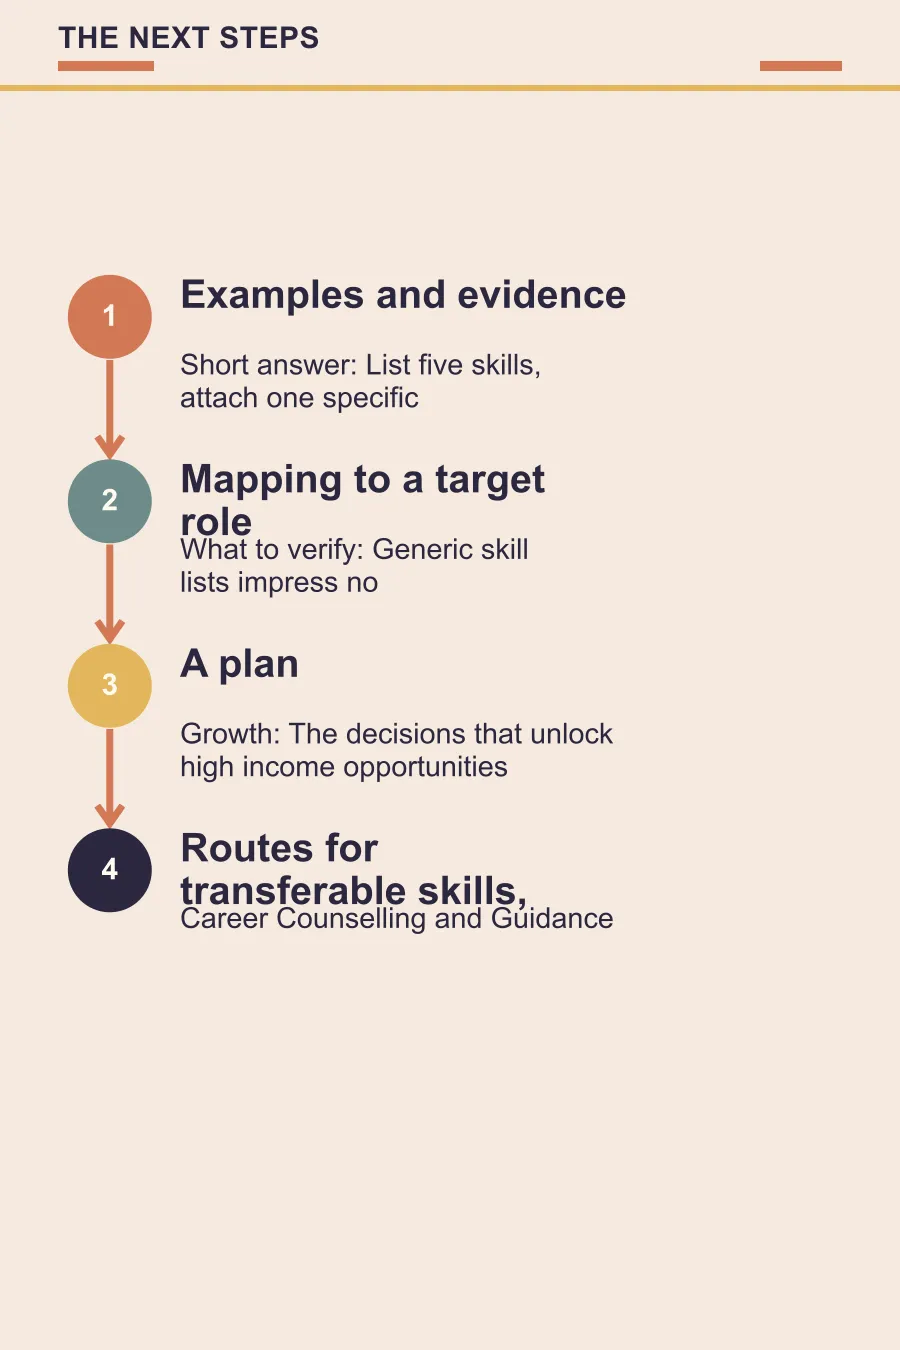 THE NEXT STEPS
1
Examples and evidence
Short answer: List five skills,
attach one specific
2
Mapping to a target
role
What to verify: Generic skill
lists impress no
3
A plan
Growth: The decisions that unlock
high income opportunities
4
Routes for
transferable skills,
Career Counselling and Guidance